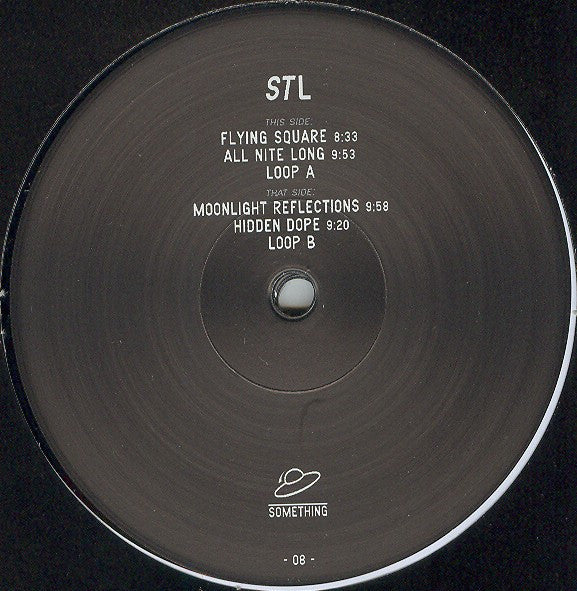 STL
THIS SIDE:
FLYING SQUARE 8:33
ALL NITE LONG 9:53
LOOP A
THAT SIDE:
MOONLIGHT REFLECTIONS 9:58
HIDDEN DOPE 9:20
LOOP B
SOMETHING
- 08 -